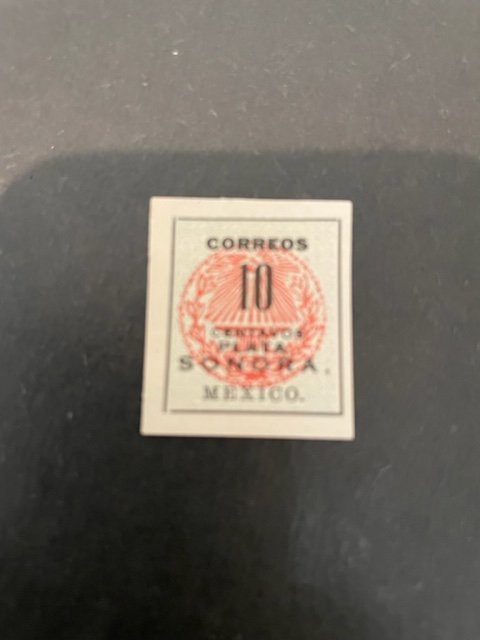 CORREOS
10
CENTAVOS
PLATA
SONORA.
MEXICO.